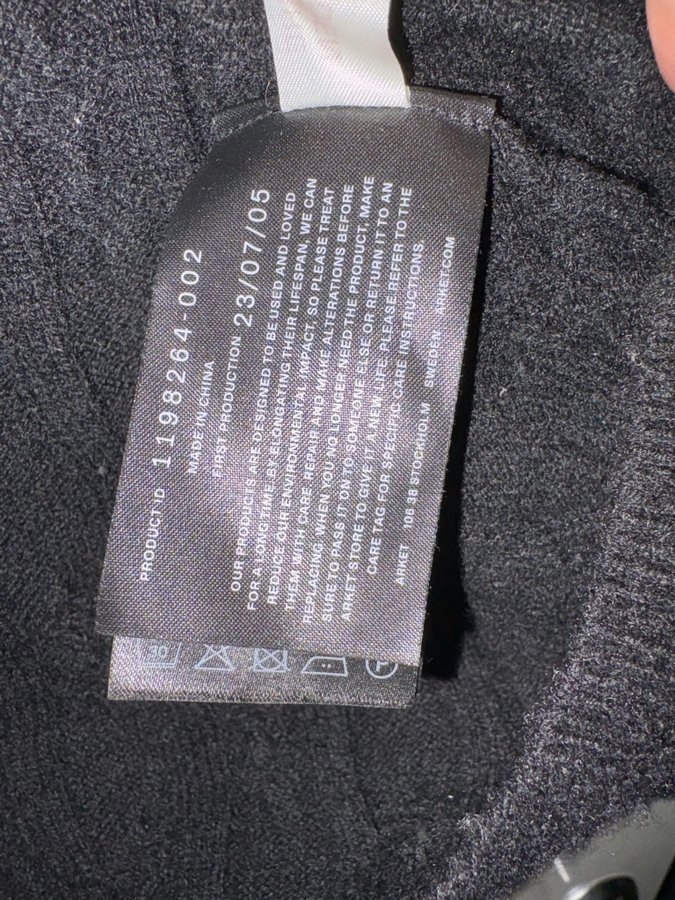 PRODUCT ID 1198264-002
MADE IN CHINA
FIRST PRODUCTION 23/07/05
OUR PRODUCTS ARE DESIGNED TO BE USED AND LOVED
FOR A LONG TIME. BY ELONGATING THEIR LIFESPAN, WE CAN
REDUCE OUR ENVIRONMENTAL IMPACT, SO PLEASE TREAT
THEM WITH CARE. REPAIR AND MAKE ALTERATIONS BEFORE
REPLACING. WHEN YOU NO LONGER NEED THE PRODUCT, MAKE
SURE TO PASS IT ON TO SOMEONE ELSE OR RETURN IT TO AN
ARKET STORE TO GIVE IT A NEW LIFE. PLEASE REFER TO THE
CARE TAG FOR SPECIFIC CARE INSTRUCTIONS.
ARKET 106 38 STOCKHOLM SWEDEN ARKET.COM
30